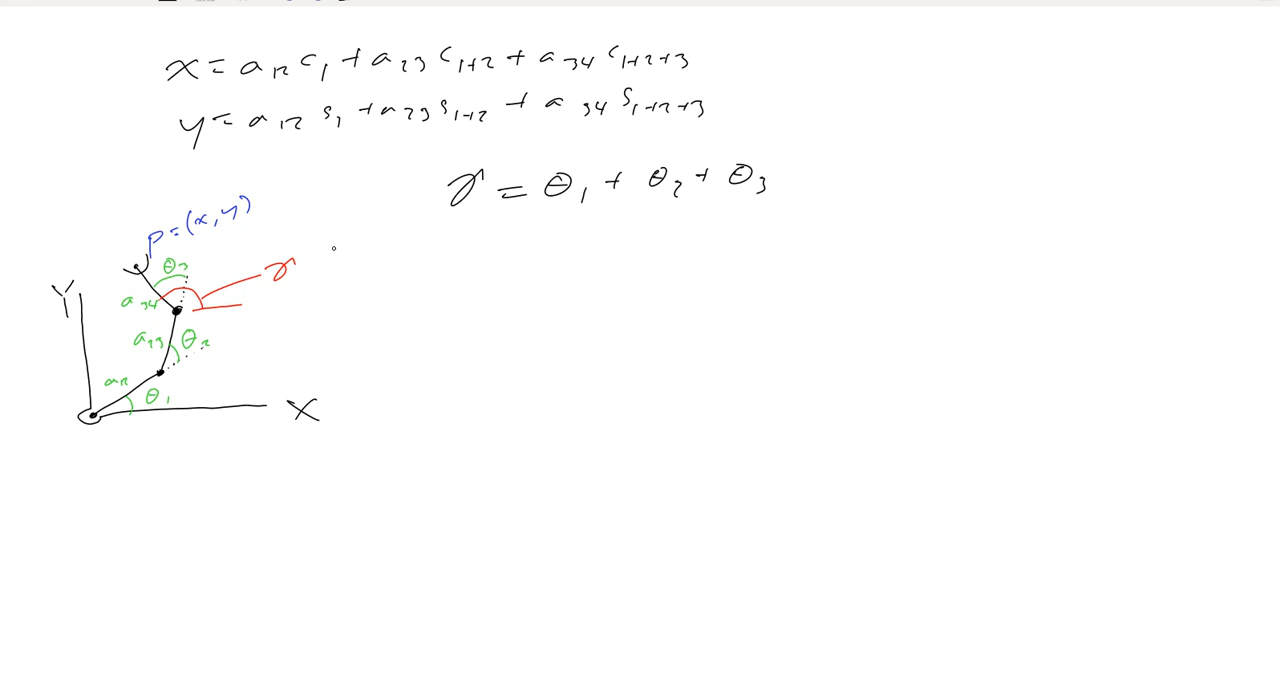 x = a₁₂ c₁ + a₂₃ c₁₊₂ + a₃₄ c₁₊₂₊₃
y = a₁₂ s₁ + a₂₃ s₁₊₂ + a₃₄ s₁₊₂₊₃
γ = θ₁ + θ₂ + θ₃
P = (x, y)
θ₃
γ
Y
a₃₄
a₂₃ θ₂
a₁₂
θ₁
X